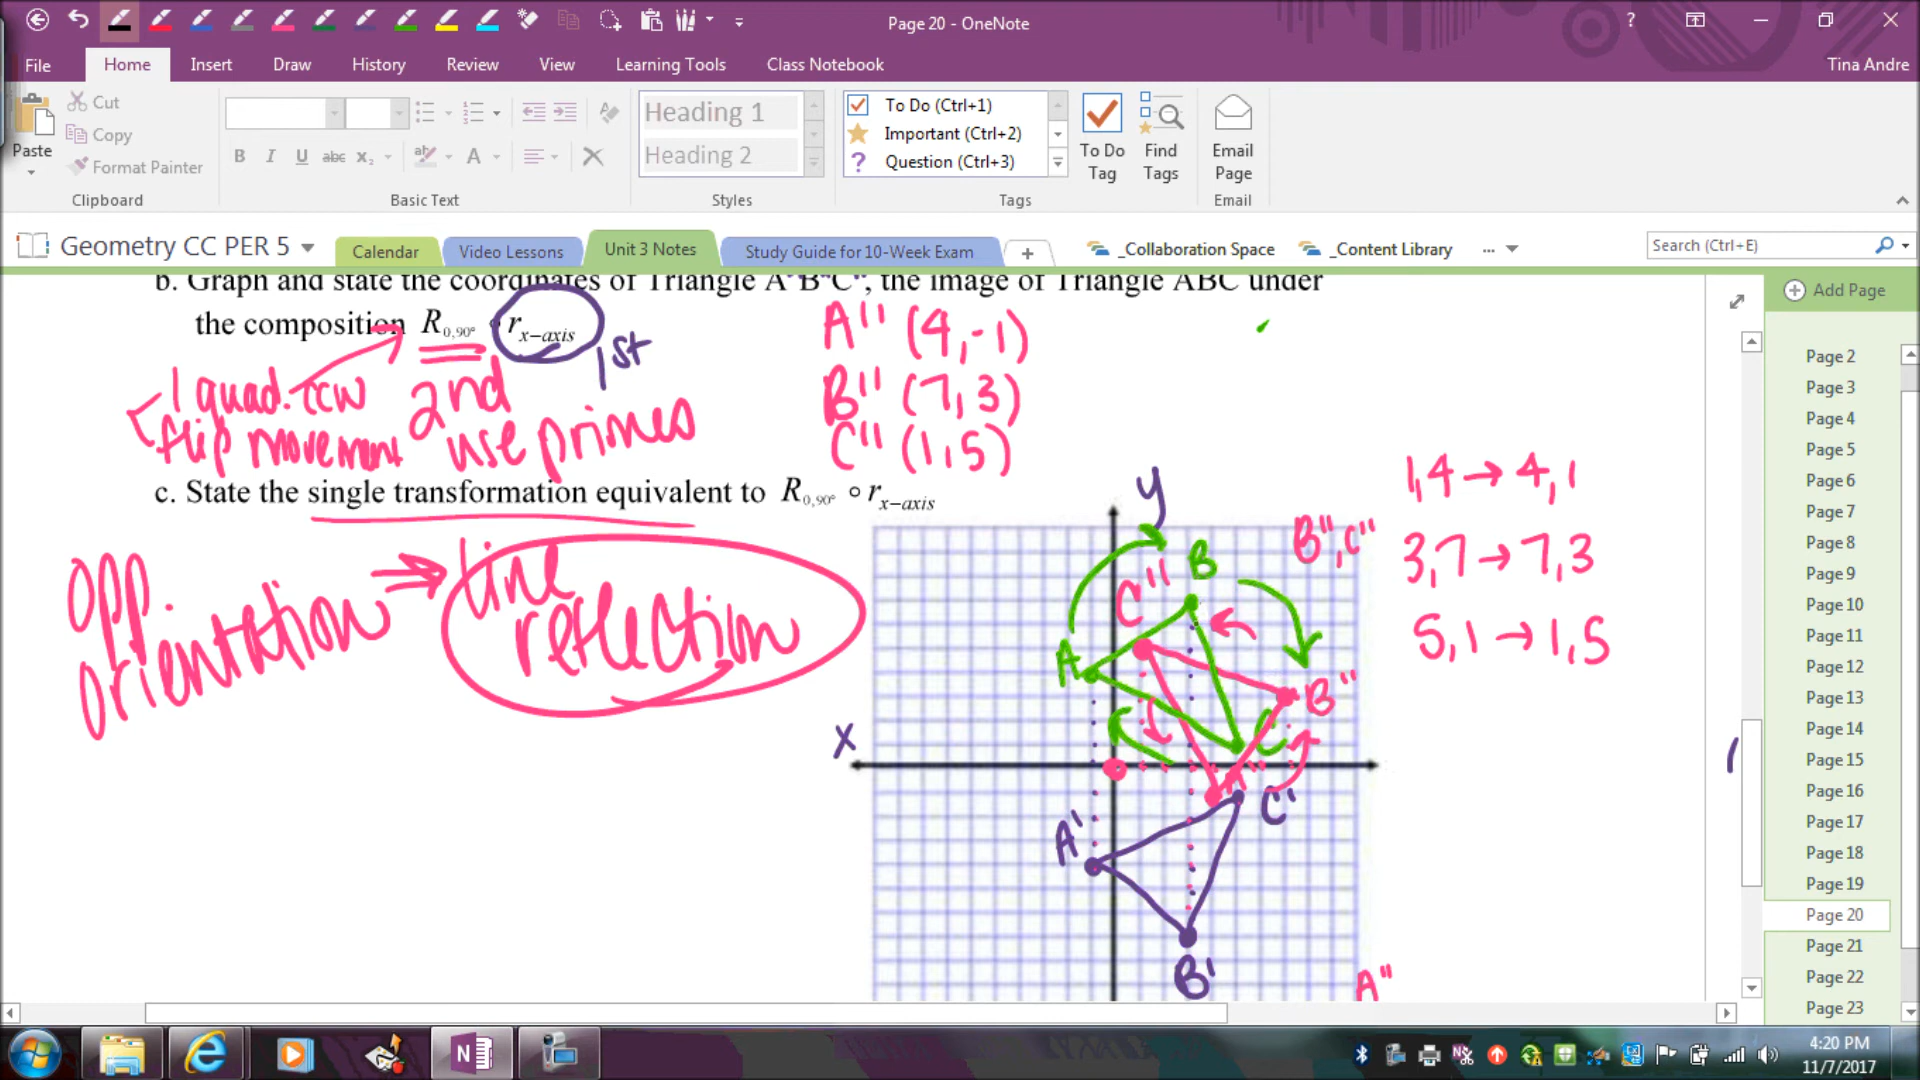 Page 20 - OneNote
?
File Home Insert Draw History Review View Learning Tools Class Notebook Tina Andre
Paste
Cut
Copy
Format Painter
Clipboard
B I U abc x₂ ab A
Basic Text
Heading 1
Heading 2
Styles
To Do (Ctrl+1)
Important (Ctrl+2)
? Question (Ctrl+3)
Tags
To Do Tag
Find Tags
Email Page
Email
Geometry CC PER 5 Calendar Video Lessons Unit 3 Notes Study Guide for 10-Week Exam + _Collaboration Space _Content Library ... Search (Ctrl+E)
b. Graph and state the coordinates of Triangle A"B"C", the image of Triangle ABC under
the composition R0,90° ∘ rx-axis
1st
1 quad. ccw
flip movement
2nd
use primes
A'' (4,-1)
B'' (7,3)
C'' (1,5)
c. State the single transformation equivalent to R0,90° ∘ rx-axis
opp
orientation
⇒ line
reflection
1,4 → 4,1
3,7 → 7,3
5,1 → 1,5
y
B'', C''
B
C''
A
B''
C
x
A''
C'
A'
B'
A''
Add Page
Page 2
Page 3
Page 4
Page 5
Page 6
Page 7
Page 8
Page 9
Page 10
Page 11
Page 12
Page 13
Page 14
Page 15
Page 16
Page 17
Page 18
Page 19
Page 20
Page 21
Page 22
Page 23
4:20 PM
11/7/2017